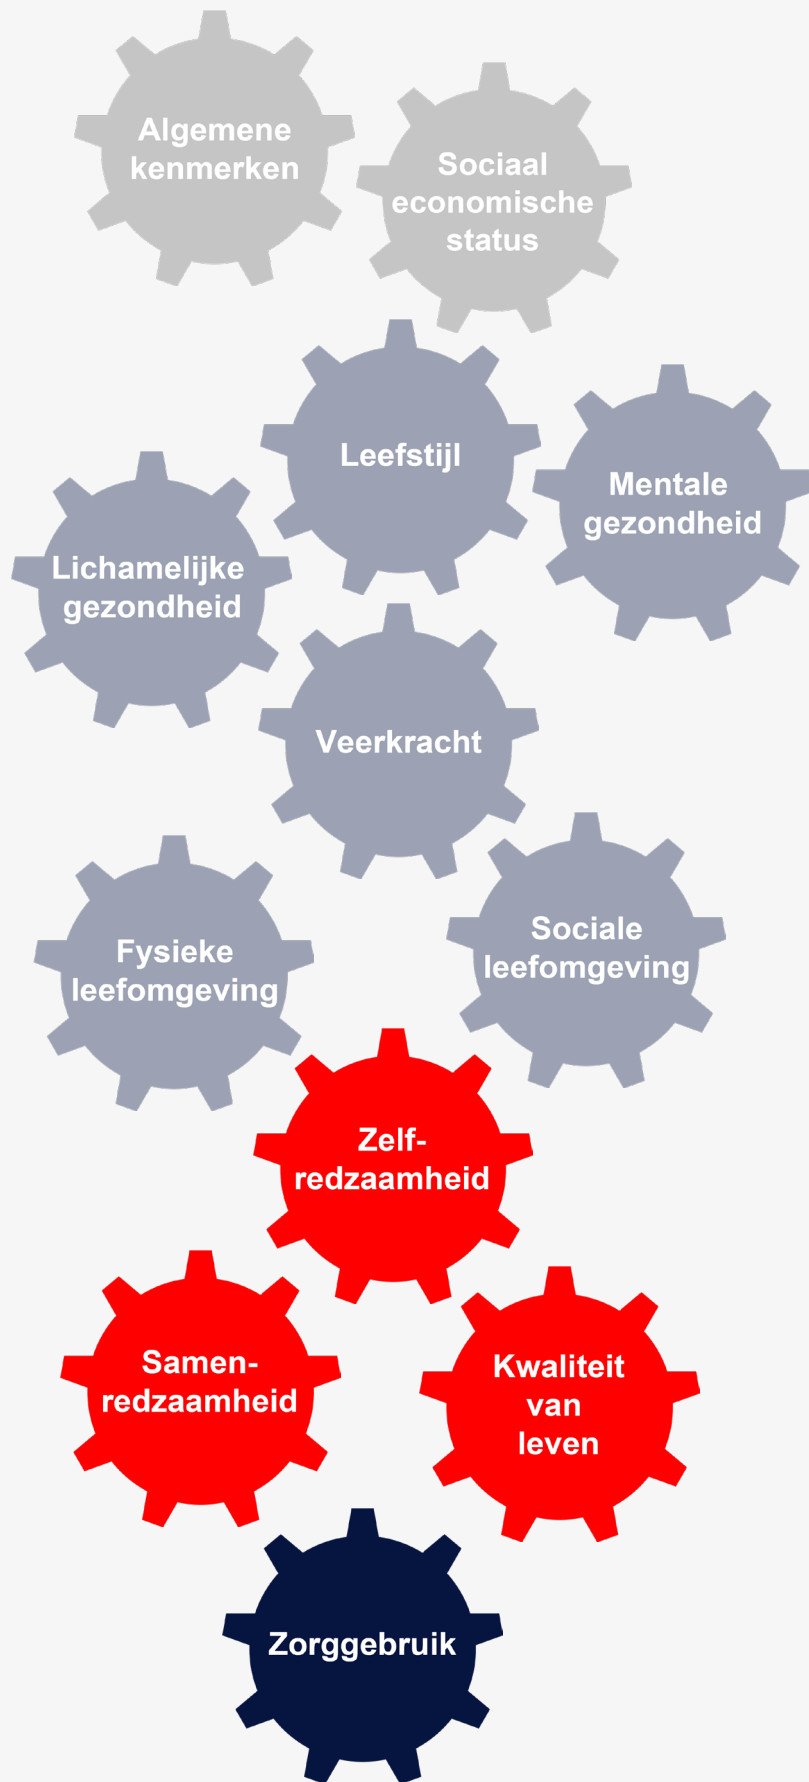 Algemene
kenmerken
Sociaal
economische
status
Leefstijl
Mentale
gezondheid
Lichamelijke
gezondheid
Veerkracht
Sociale
leefomgeving
Fysieke
leefomgeving
Zelf-
redzaamheid
Samen-
redzaamheid
Kwaliteit
van
leven
Zorggebruik